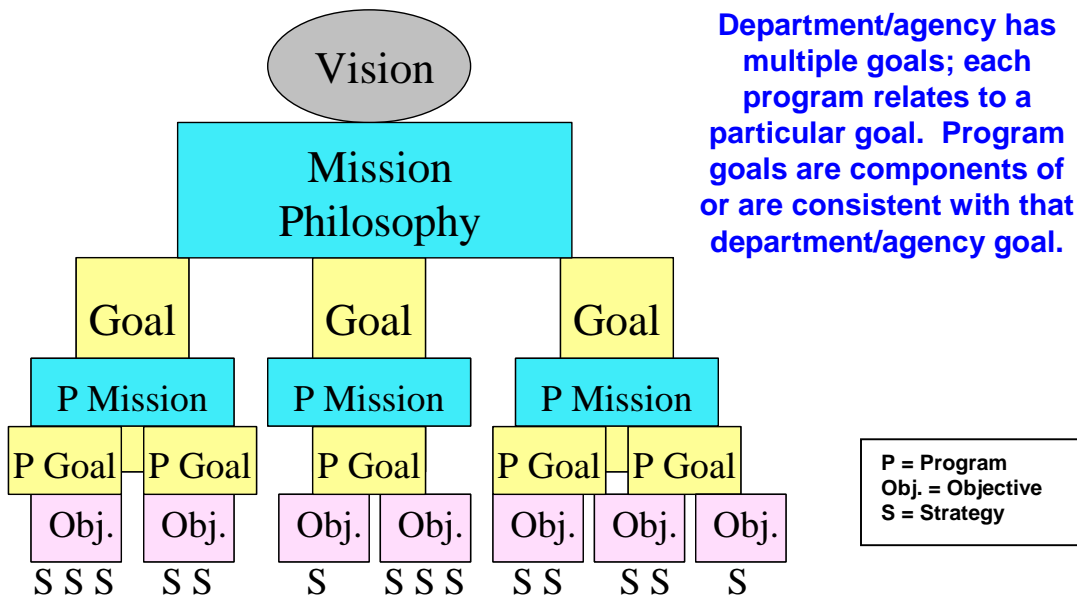 Vision
Department/agency has
multiple goals; each
program relates to a
particular goal.  Program
goals are components of
or are consistent with that
department/agency goal.
Mission
Philosophy
Goal Goal Goal
P Mission P Mission P Mission
P Goal P Goal P Goal P Goal P Goal
Obj. Obj. Obj. Obj. Obj. Obj. Obj.
S S S S S S S S S S S S S S
P = Program
Obj. = Objective
S = Strategy